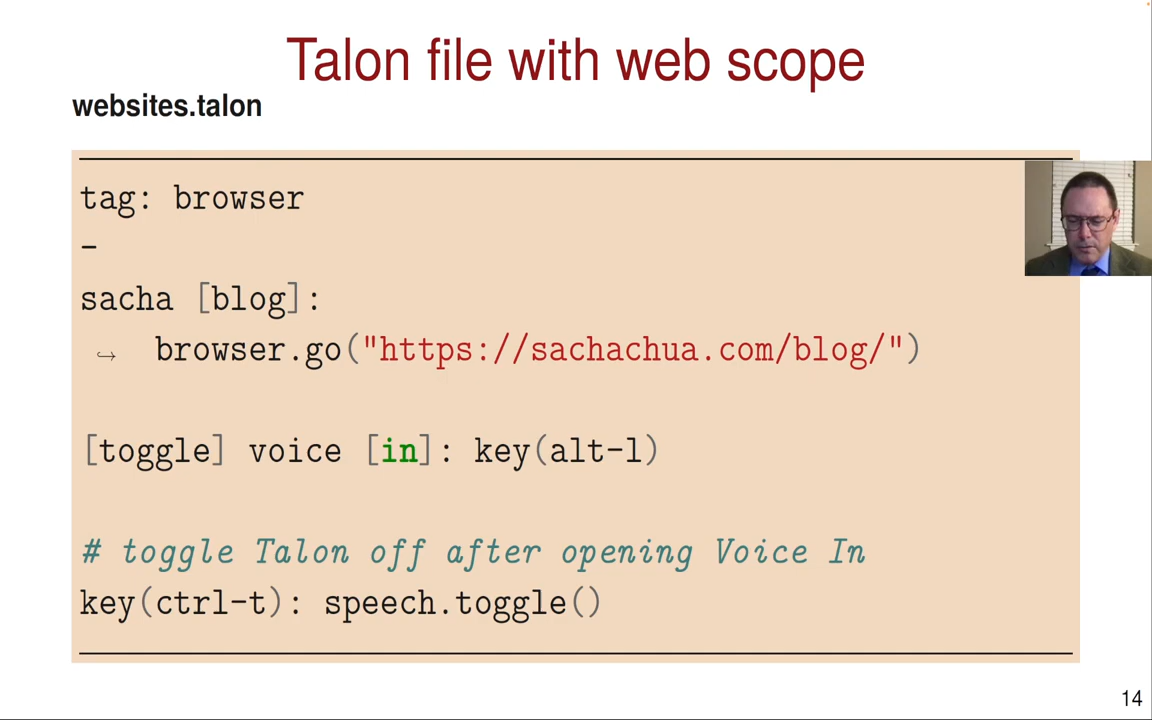 Talon file with web scope
websites.talon
tag: browser
-
sacha [blog]:
↪ browser.go("https://sachachua.com/blog/")
[toggle] voice [in]: key(alt-l)
# toggle Talon off after opening Voice In
key(ctrl-t): speech.toggle()
14